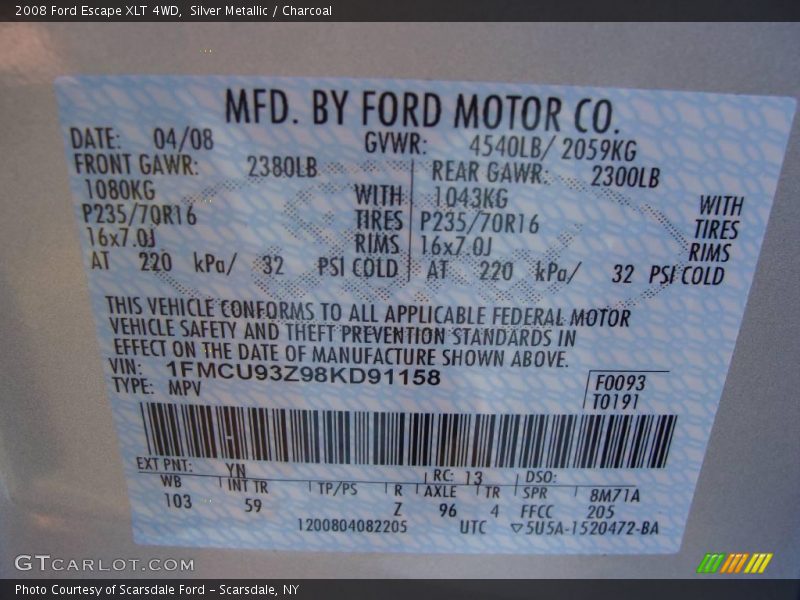 2008 Ford Escape XLT 4WD, Silver Metallic / Charcoal
MFD. BY FORD MOTOR CO.
DATE: 04/08 GVWR: 4540LB/ 2059KG
FRONT GAWR: 2380LB REAR GAWR: 2300LB
1080KG WITH 1043KG WITH
P235/70R16 TIRES P235/70R16 TIRES
16x7.0J RIMS 16x7.0J RIMS
AT 220 kPa/ 32 PSI COLD AT 220 kPa/ 32 PSI COLD
THIS VEHICLE CONFORMS TO ALL APPLICABLE FEDERAL MOTOR
VEHICLE SAFETY AND THEFT PREVENTION STANDARDS IN
EFFECT ON THE DATE OF MANUFACTURE SHOWN ABOVE.
VIN: 1FMCU93Z98KD91158
TYPE: MPV
F0093
T0191
EXT PNT: YN RC: 13 DSO:
WB INT TR TP/PS R AXLE TR SPR 8M71A
103 59 Z 96 4 FFCC 205
1200804082205 UTC ▽5U5A-1520472-BA
GTCARLOT.COM
Photo Courtesy of Scarsdale Ford - Scarsdale, NY